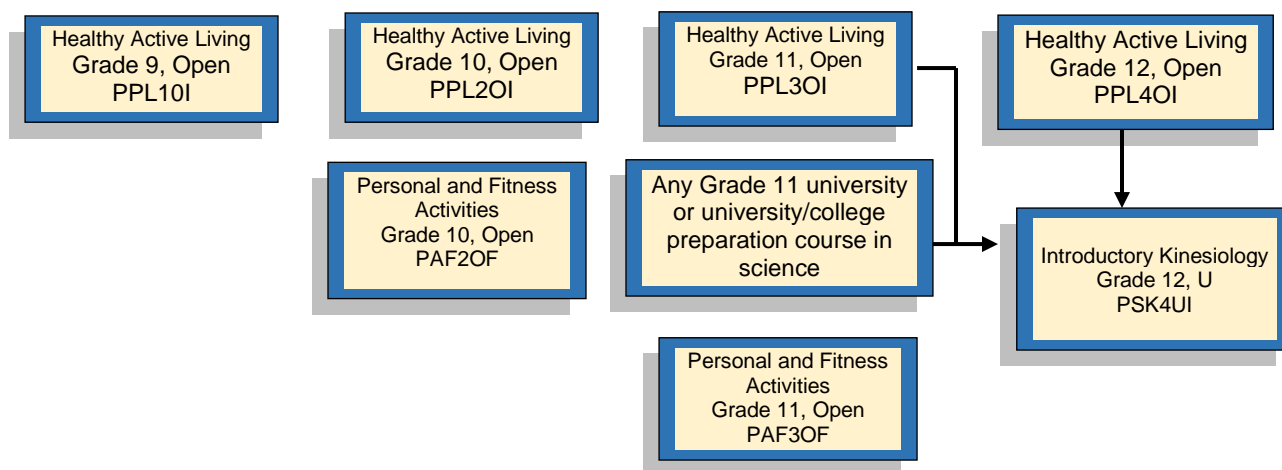 Healthy Active Living
Grade 9, Open
PPL10I
Healthy Active Living
Grade 10, Open
PPL2OI
Healthy Active Living
Grade 11, Open
PPL3OI
Healthy Active Living
Grade 12, Open
PPL4OI
Personal and Fitness
Activities
Grade 10, Open
PAF2OF
Any Grade 11 university
or university/college
preparation course in
science
Introductory Kinesiology
Grade 12, U
PSK4UI
Personal and Fitness
Activities
Grade 11, Open
PAF3OF